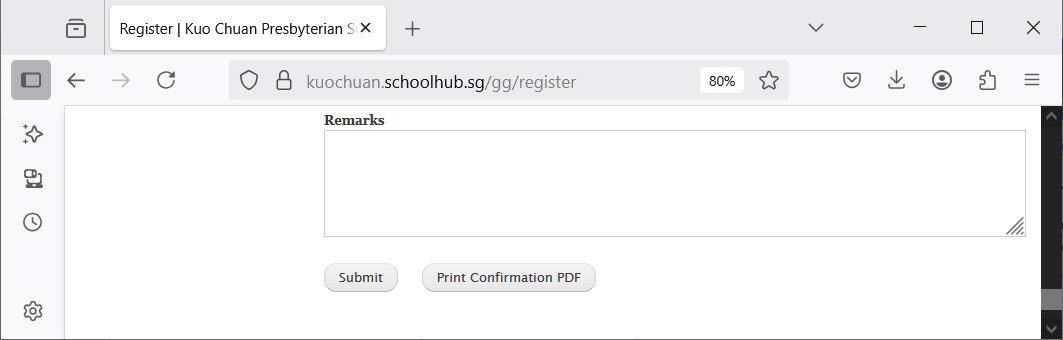 Register | Kuo Chuan Presbyterian S
kuochuan.schoolhub.sg/gg/register
80%
Remarks
Submit
Print Confirmation PDF